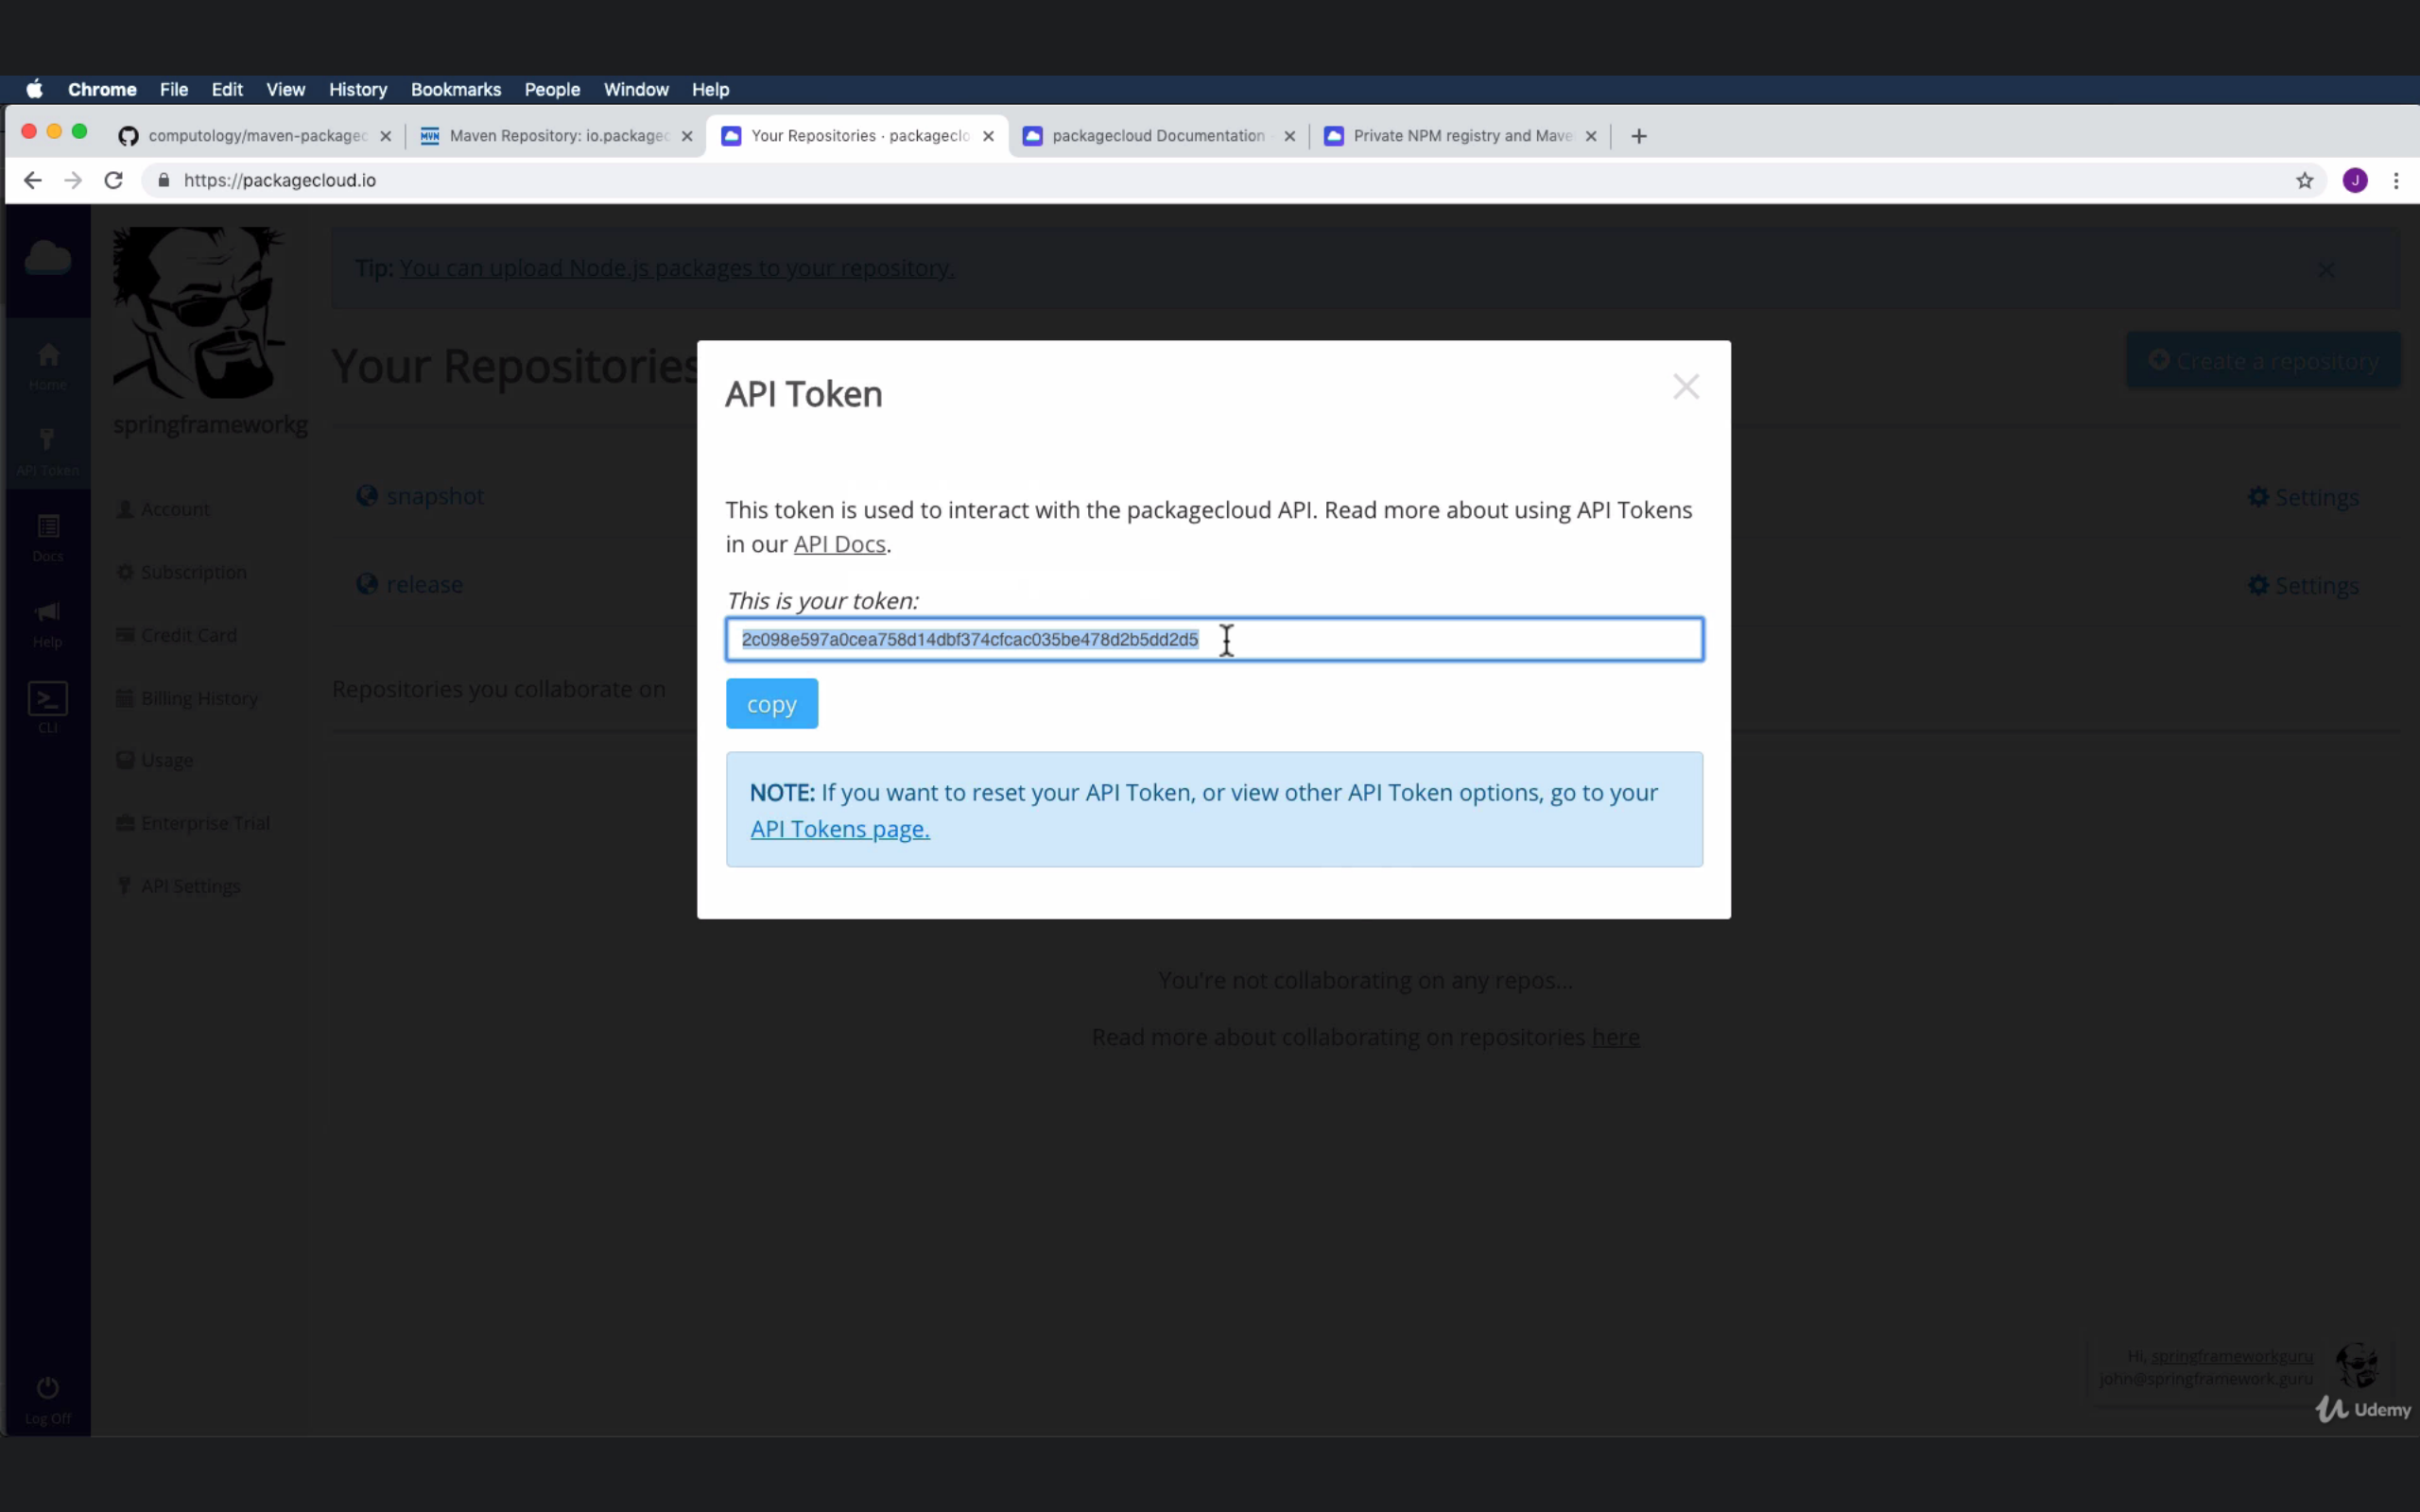 Chrome File Edit View History Bookmarks People Window Help
computology/maven-packagec
Maven Repository: io.packagec
Your Repositories · packageclo
packagecloud Documentation
Private NPM registry and Mave
https://packagecloud.io
J
Tip: You can upload Node.js packages to your repository.
Your Repositories
Create a repository
Home
API Token
Docs
Help
CLI
Log Off
springframeworkg
Account
Subscription
Credit Card
Billing History
Usage
Enterprise Trial
API Settings
snapshot
Settings
release
Settings
Repositories you collaborate on
API Token
This token is used to interact with the packagecloud API. Read more about using API Tokens
in our API Docs.
This is your token:
2c098e597a0cea758d14dbf374cfcac035be478d2b5dd2d5
copy
NOTE: If you want to reset your API Token, or view other API Token options, go to your
API Tokens page.
You're not collaborating on any repos...
Read more about collaborating on repositories here
Hi, springframeworkguru
john@springframework.guru
Udemy